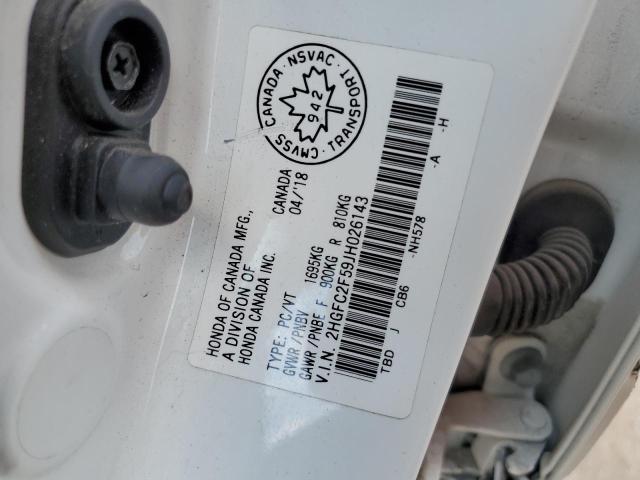 HONDA OF CANADA MFG., CANADA
A DIVISION OF 04/'18
HONDA CANADA INC.
CMVSS · CANADA · NSVAC · TRANSPORT
942
TYPE: PC/VT
GVWR/PNBV 1695KG
GAWR/PNBE F 900KG R 810KG
V.I.N. 2HGFC2F59JH026143
TBD J CB6 -NH578 -A -H